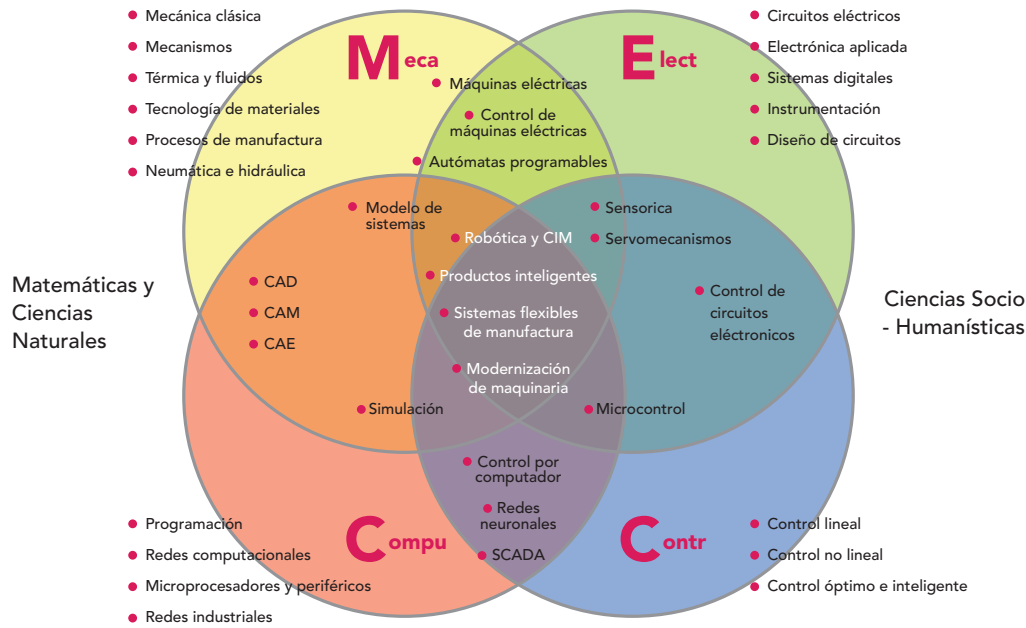 Mecánica clásica
Mecanismos
Térmica y fluidos
Tecnología de materiales
Procesos de manufactura
Neumática e hidráulica
Meca
Elect
Circuitos eléctricos
Electrónica aplicada
Sistemas digitales
Instrumentación
Diseño de circuitos
Máquinas eléctricas
Control de
máquinas eléctricas
Autómatas programables
Modelo de
sistemas
Robótica y CIM
Productos inteligentes
Sistemas flexibles
de manufactura
Modernización
de maquinaria
Sensorica
Servomecanismos
Matemáticas y
Ciencias
Naturales
CAD
CAM
CAE
Control de
circuitos
eléctronicos
Ciencias Socio
- Humanísticas
Simulación
Microcontrol
Control por
computador
Redes
neuronales
SCADA
Compu
Contr
Programación
Redes computacionales
Microprocesadores y periféricos
Redes industriales
Control lineal
Control no lineal
Control óptimo e inteligente